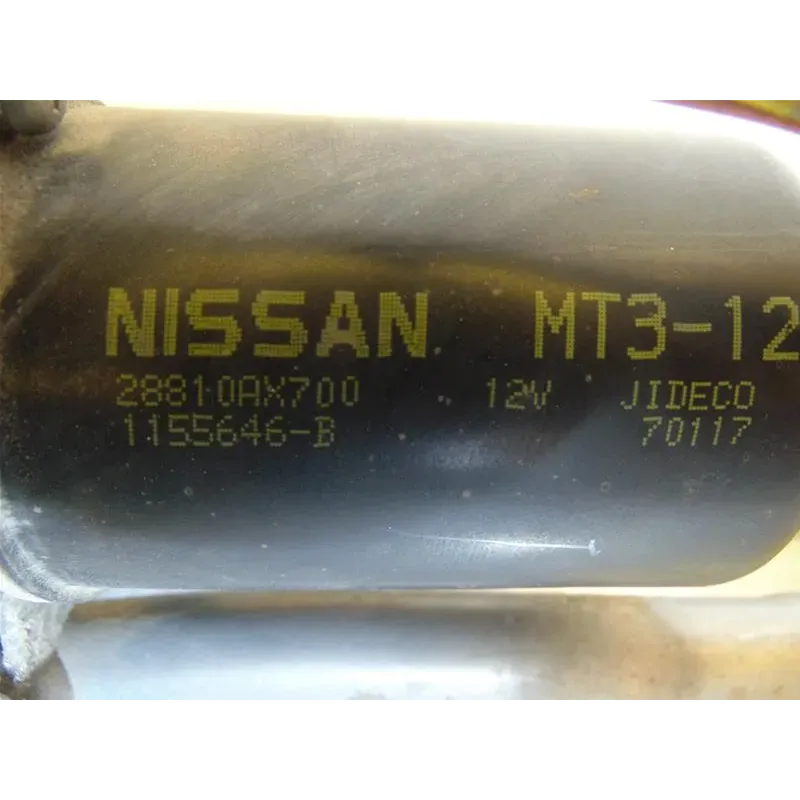 NISSAN MT3-12
28810AX700 12V JIDECO
1155646-B 70117